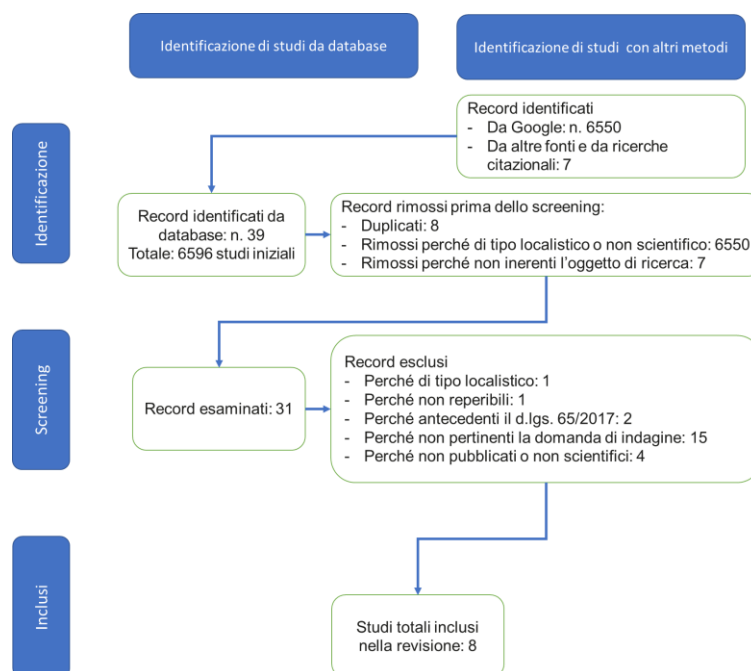 Identificazione di studi da database
Identificazione di studi con altri metodi
Identificazione
Record identificati
- Da Google: n. 6550
- Da altre fonti e da ricerche
citazionali: 7
Record identificati da
database: n. 39
Totale: 6596 studi iniziali
Record rimossi prima dello screening:
- Duplicati: 8
- Rimossi perché di tipo localistico o non scientifico: 6550
- Rimossi perché non inerenti l'oggetto di ricerca: 7
Screening
Record esaminati: 31
Record esclusi
- Perché di tipo localistico: 1
- Perché non reperibili: 1
- Perché antecedenti il d.lgs. 65/2017: 2
- Perché non pertinenti la domanda di indagine: 15
- Perché non pubblicati o non scientifici: 4
Inclusi
Studi totali inclusi
nella revisione: 8